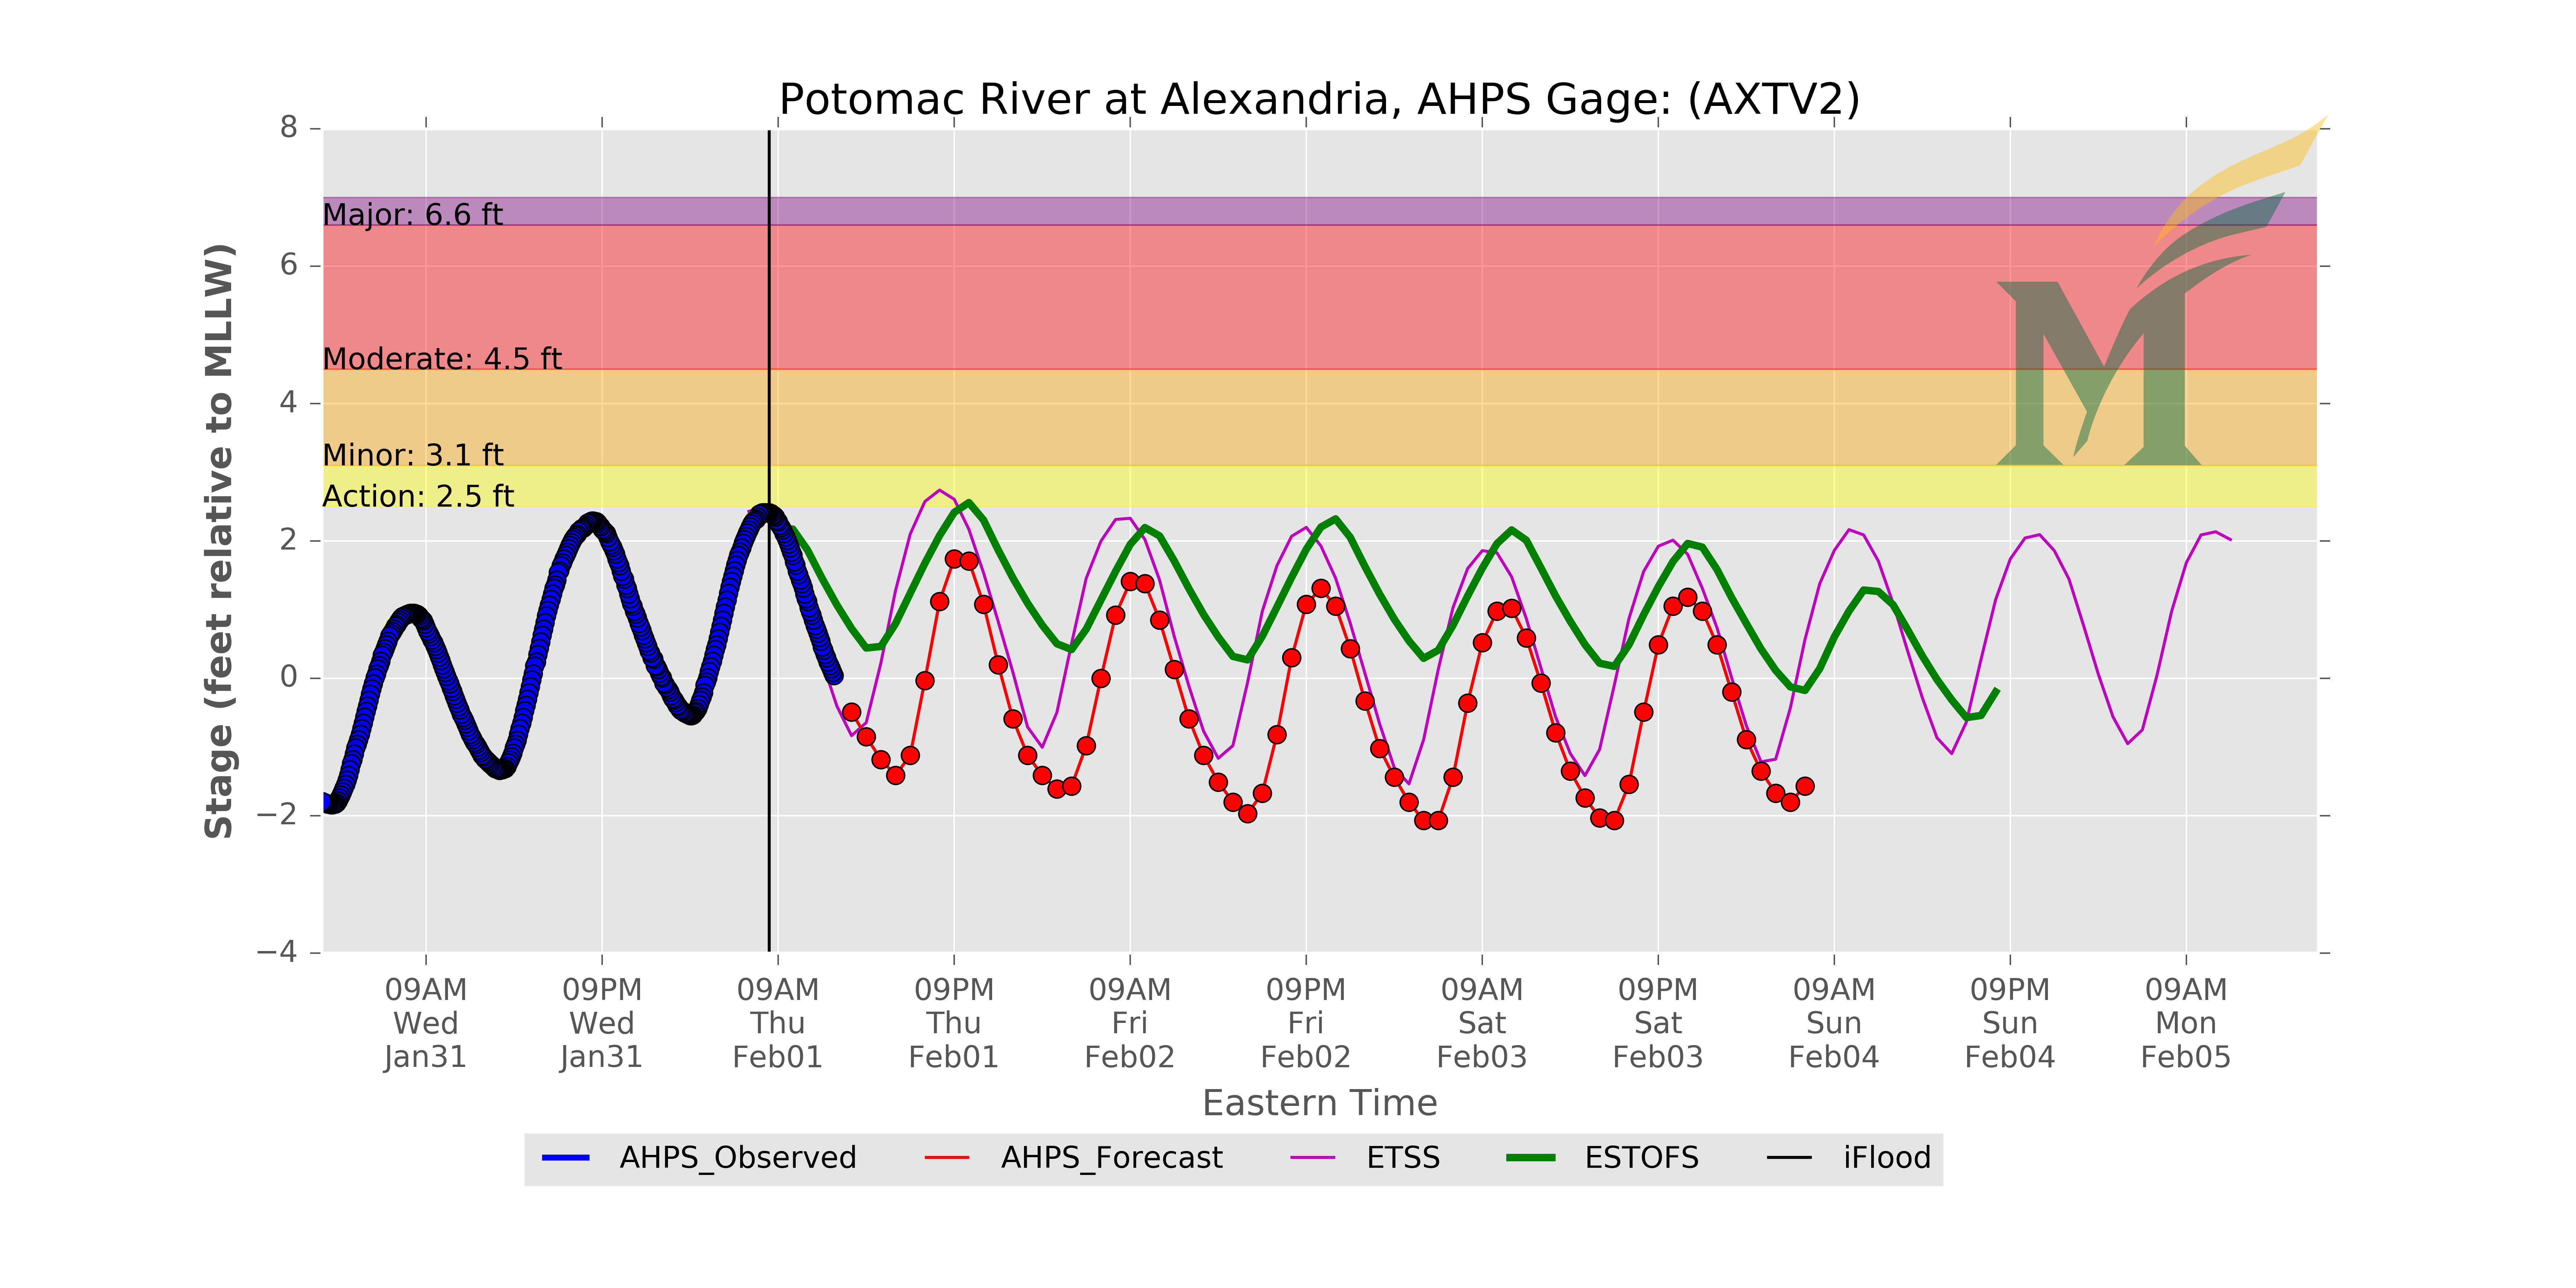 Potomac River at Alexandria, AHPS Gage: (AXTV2)
Stage (feet relative to MLLW)
8
6
4
2
0
−2
−4
Major: 6.6 ft
Moderate: 4.5 ft
Minor: 3.1 ft
Action: 2.5 ft
09AM 09PM 09AM 09PM 09AM 09PM 09AM 09PM 09AM 09PM 09AM
Wed Wed Thu Thu Fri Fri Sat Sat Sun Sun Mon
Jan31 Jan31 Feb01 Feb01 Feb02 Feb02 Feb03 Feb03 Feb04 Feb04 Feb05
Eastern Time
AHPS_Observed AHPS_Forecast ETSS ESTOFS iFlood